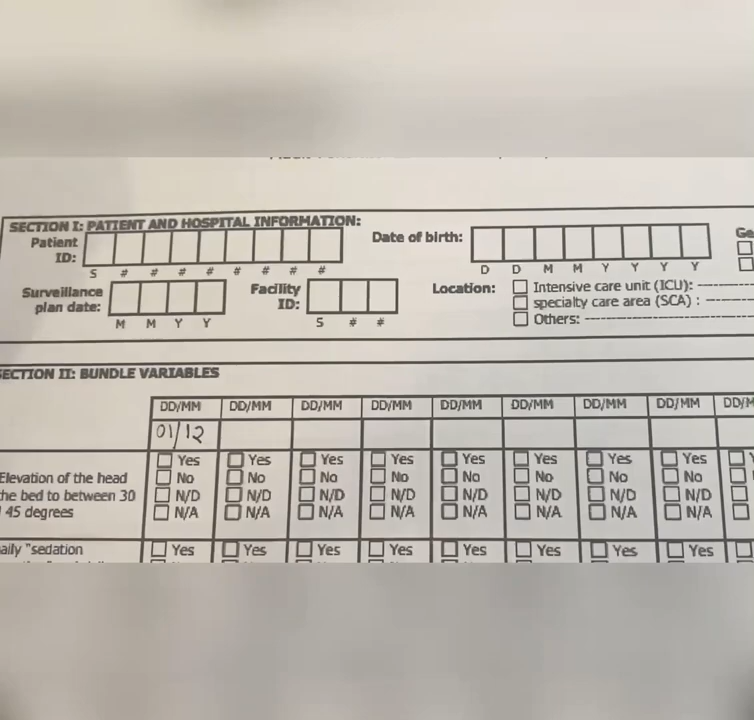 SECTION I: PATIENT AND HOSPITAL INFORMATION:
Patient ID: Date of birth: Ge
S # # # # # # # # D D M M Y Y Y Y
Surveillance plan date: Facility ID: Location: Intensive care unit (ICU): ----------
specialty care area (SCA) : -------
Others: ----------------------------
M M Y Y S # #
SECTION II: BUNDLE VARIABLES
DD/MM DD/MM DD/MM DD/MM DD/MM DD/MM DD/MM DD/MM DD/M
01/12
Yes Yes Yes Yes Yes Yes Yes Yes Y
Elevation of the head No No No No No No No No
the bed to between 30 N/D N/D N/D N/D N/D N/D N/D N/D
45 degrees N/A N/A N/A N/A N/A N/A N/A N/A
aily "sedation Yes Yes Yes Yes Yes Yes Yes Yes